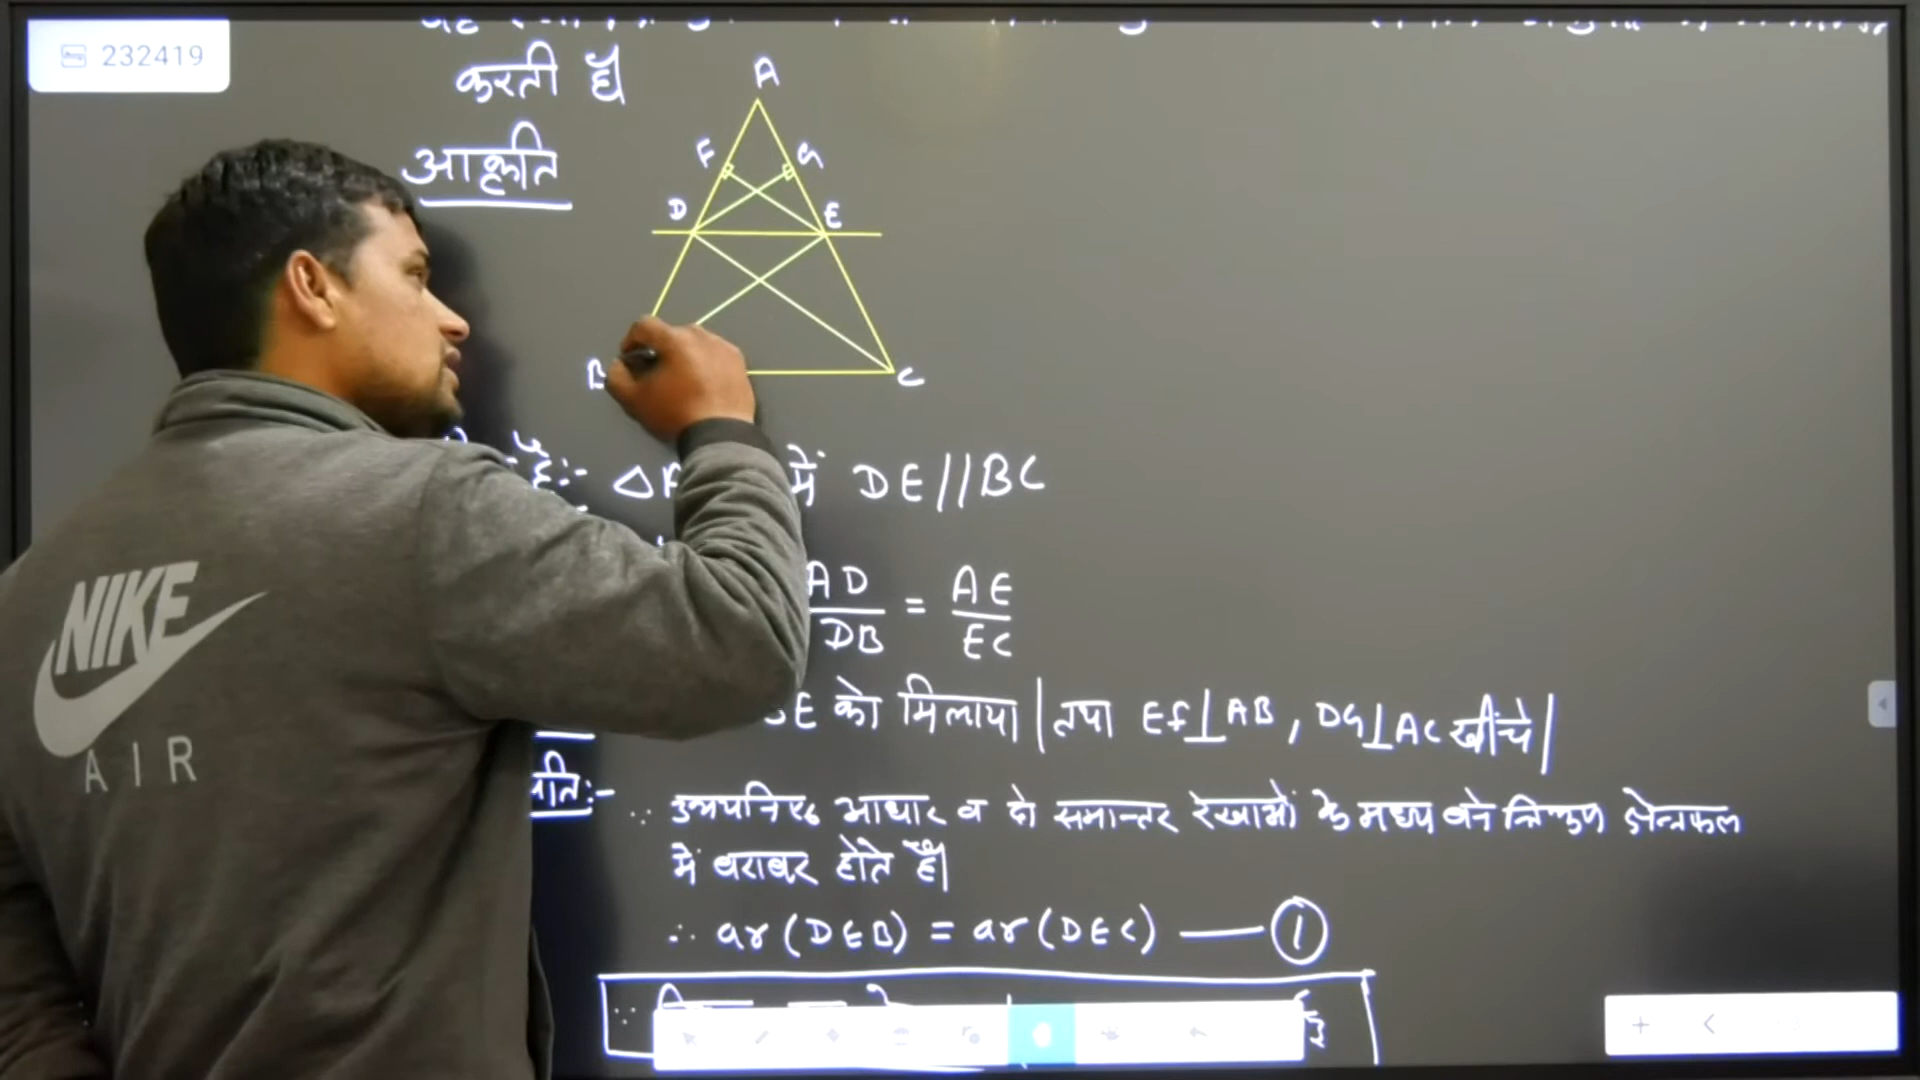 232419
करती है।
A
आकृति
F G
D E
B C
है:- △A में DE//BC
AD/DB = AE/EC
BE को मिलाया | तथा EF⊥AB, DG⊥AC खींचे |
∵ उभयनिष्ठ आधार व दो समान्तर रेखाओं के मध्य बने त्रिभुज क्षेत्रफल
में बराबर होते हैं।
∴ ar(DEB) = ar(DEC) —— ①
NIKE
AIR